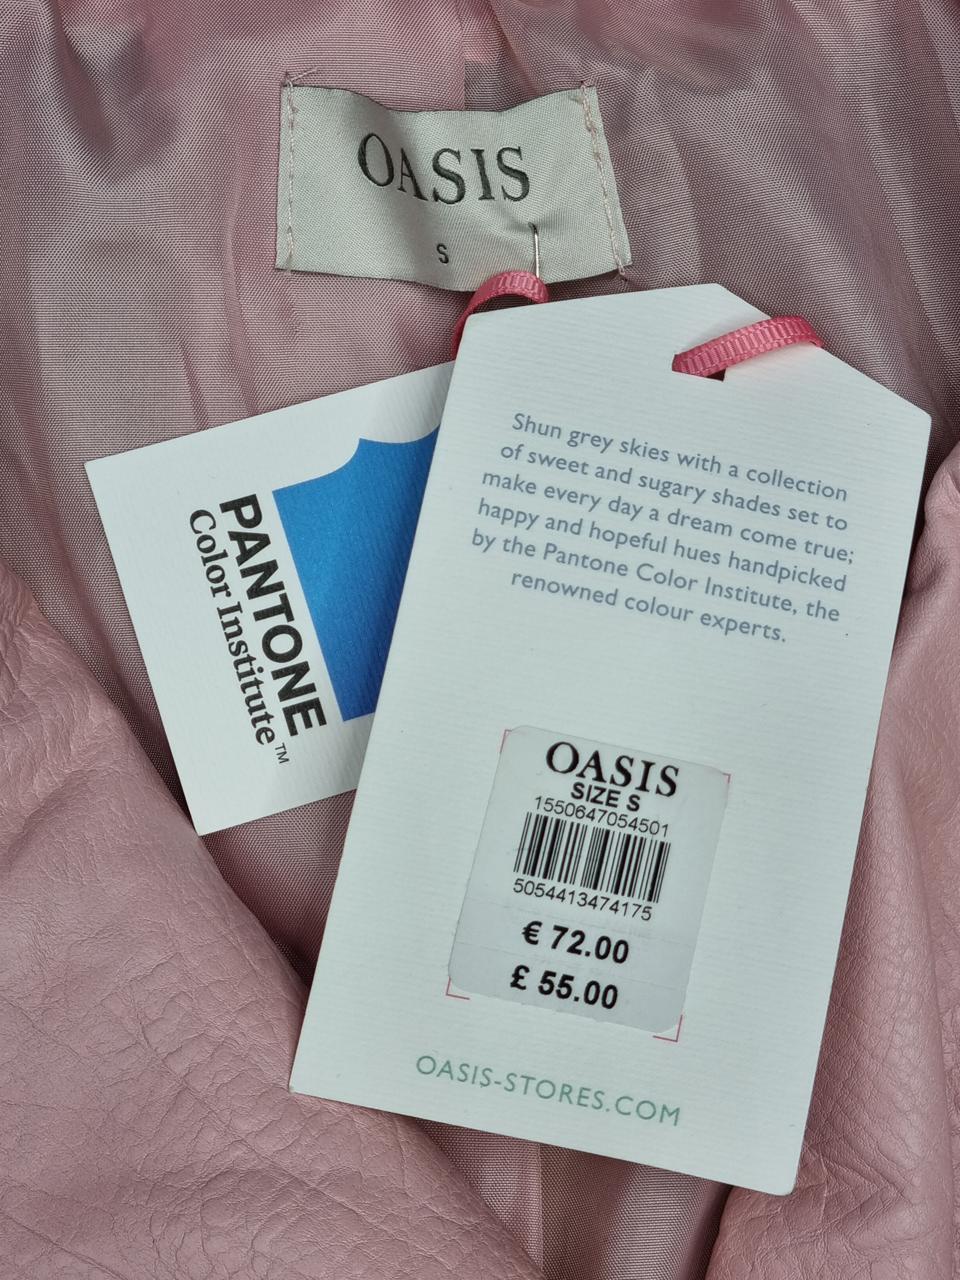 OASIS
S
Shun grey skies with a collection
of sweet and sugary shades set to
make every day a dream come true;
happy and hopeful hues handpicked
by the Pantone Color Institute, the
renowned colour experts.
PANTONE
Color Institute™
OASIS
SIZE S
1550647054501
5054413474175
€ 72.00
£ 55.00
OASIS-STORES.COM